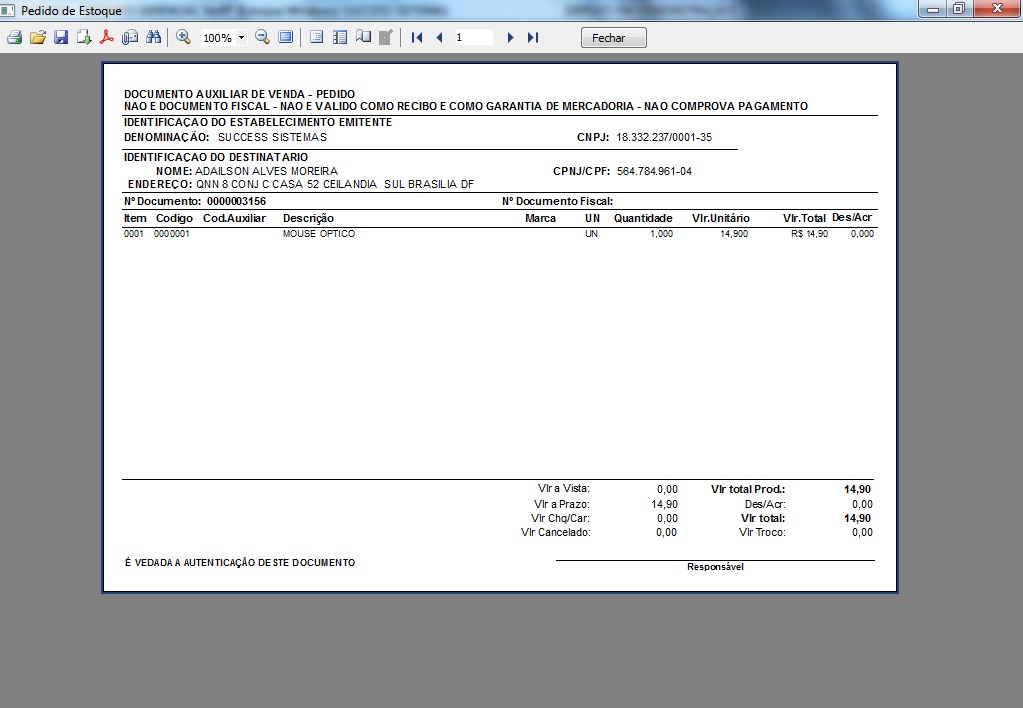 Pedido de Estoque
100%
1
Fechar
DOCUMENTO AUXILIAR DE VENDA - PEDIDO
NAO E DOCUMENTO FISCAL - NAO E VALIDO COMO RECIBO E COMO GARANTIA DE MERCADORIA - NAO COMPROVA PAGAMENTO
IDENTIFICAÇAO DO ESTABELECIMENTO EMITENTE
DENOMINAÇÃO: SUCCESS SISTEMAS CNPJ: 18.332.237/0001-35
IDENTIFICAÇAO DO DESTINATARIO
NOME: ADAILSON ALVES MOREIRA CPNJ/CPF: 564.784.961-04
ENDEREÇO: QNN 8 CONJ C CASA 52 CEILANDIA SUL BRASILIA DF
Nº Documento: 0000003156 Nº Documento Fiscal:
Item Codigo Cod.Auxiliar Descrição Marca UN Quantidade Vlr.Unitário Vlr.Total Des/Acr
0001 0000001 MOUSE OPTICO UN 1,000 14,900 R$ 14,90 0,000
Vlr a Vista: 0,00 Vlr total Prod.: 14,90
Vlr a Prazo: 14,90 Des/Acr: 0,00
Vlr Chq/Car: 0,00 Vlr total: 14,90
Vlr Cancelado: 0,00 Vlr Troco: 0,00
É VEDADA A AUTENTICAÇÃO DESTE DOCUMENTO
Responsável